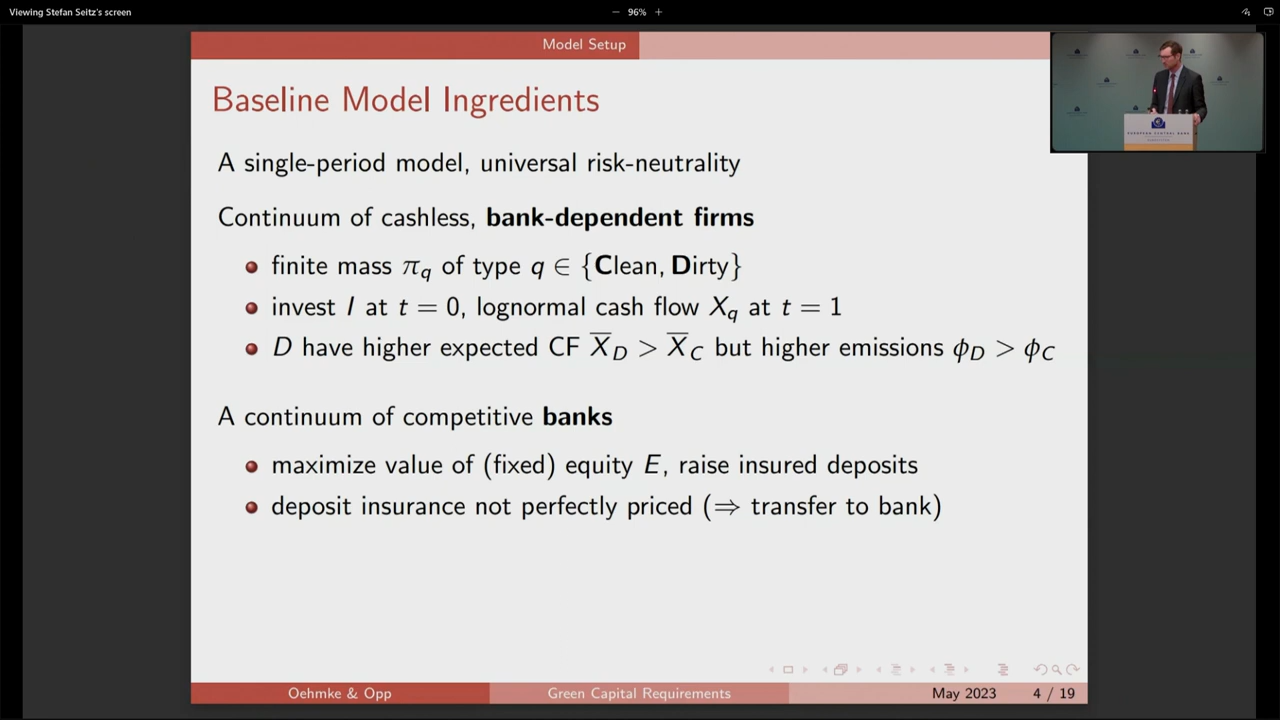 Viewing Stefan Seitz's screen
− 96% +
Model Setup
Baseline Model Ingredients
A single-period model, universal risk-neutrality
Continuum of cashless, bank-dependent firms
finite mass π_q of type q ∈ {Clean, Dirty}
invest I at t = 0, lognormal cash flow X_q at t = 1
D have higher expected CF X̅_D > X̅_C but higher emissions ϕ_D > ϕ_C
A continuum of competitive banks
maximize value of (fixed) equity E, raise insured deposits
deposit insurance not perfectly priced (⇒ transfer to bank)
EUROPEAN CENTRAL BANK
Oehmke & Opp
Green Capital Requirements
May 2023
4 / 19